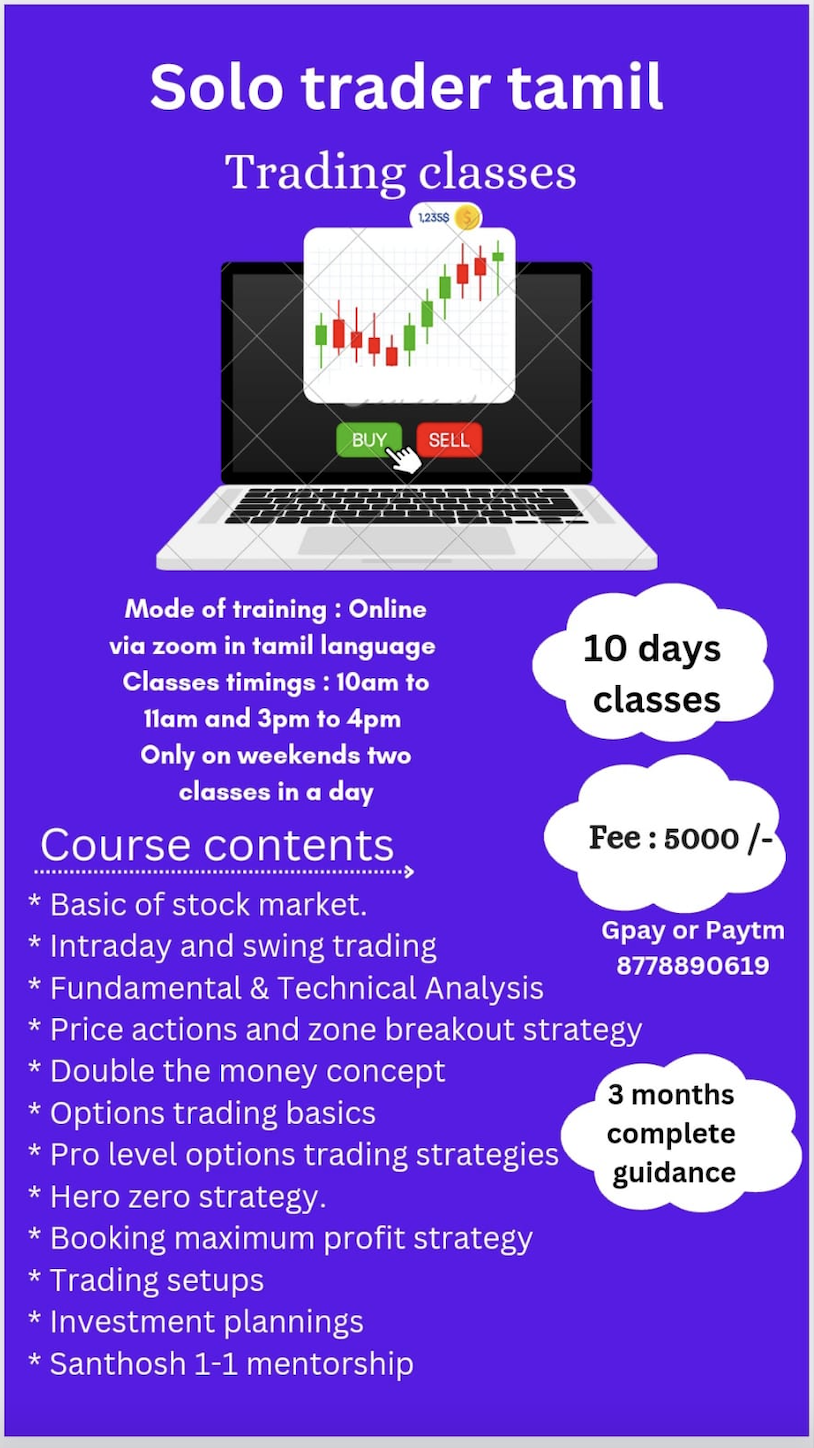 Solo trader tamil
Trading classes
1,235$
$
BUY
SELL
Mode of training : Online
via zoom in tamil language
Classes timings : 10am to
11am and 3pm to 4pm
Only on weekends two
classes in a day
10 days
classes
Fee : 5000 /-
Gpay or Paytm
8778890619
Course contents
* Basic of stock market.
* Intraday and swing trading
* Fundamental & Technical Analysis
* Price actions and zone breakout strategy
* Double the money concept
* Options trading basics
* Pro level options trading strategies
* Hero zero strategy.
* Booking maximum profit strategy
* Trading setups
* Investment plannings
* Santhosh 1-1 mentorship
3 months
complete
guidance